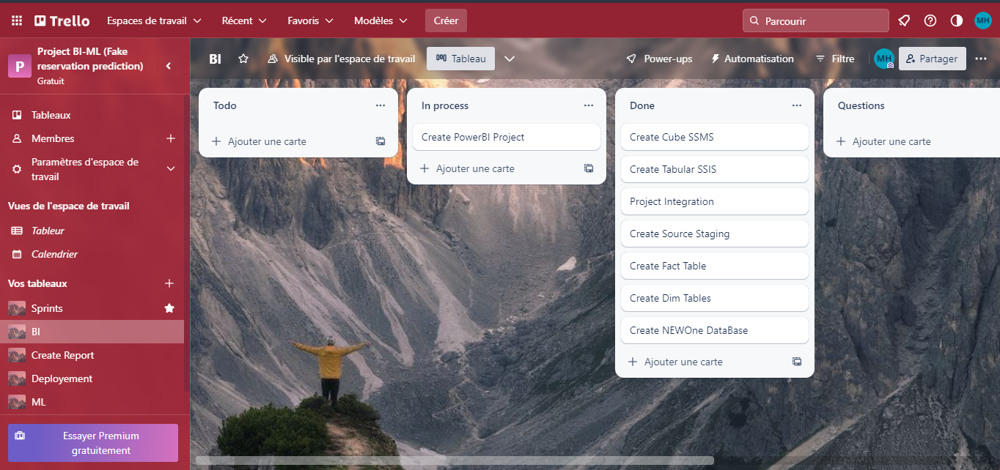 Trello
Espaces de travail
Récent
Favoris
Modèles
Créer
Parcourir
MH
P
Project BI-ML (Fake
reservation prediction)
Gratuit
BI
Visible par l'espace de travail
Tableau
Power-ups
Automatisation
Filtre
MH
Partager
Tableaux
Membres
Paramètres d'espace de
travail
Vues de l'espace de travail
Tableur
Calendrier
Vos tableaux
Sprints
BI
Create Report
Deployement
ML
Essayer Premium
gratuitement
Todo
Ajouter une carte
In process
Create PowerBI Project
Ajouter une carte
Done
Create Cube SSMS
Create Tabular SSIS
Project Integration
Create Source Staging
Create Fact Table
Create Dim Tables
Create NEWOne DataBase
Ajouter une carte
Questions
Ajouter une carte